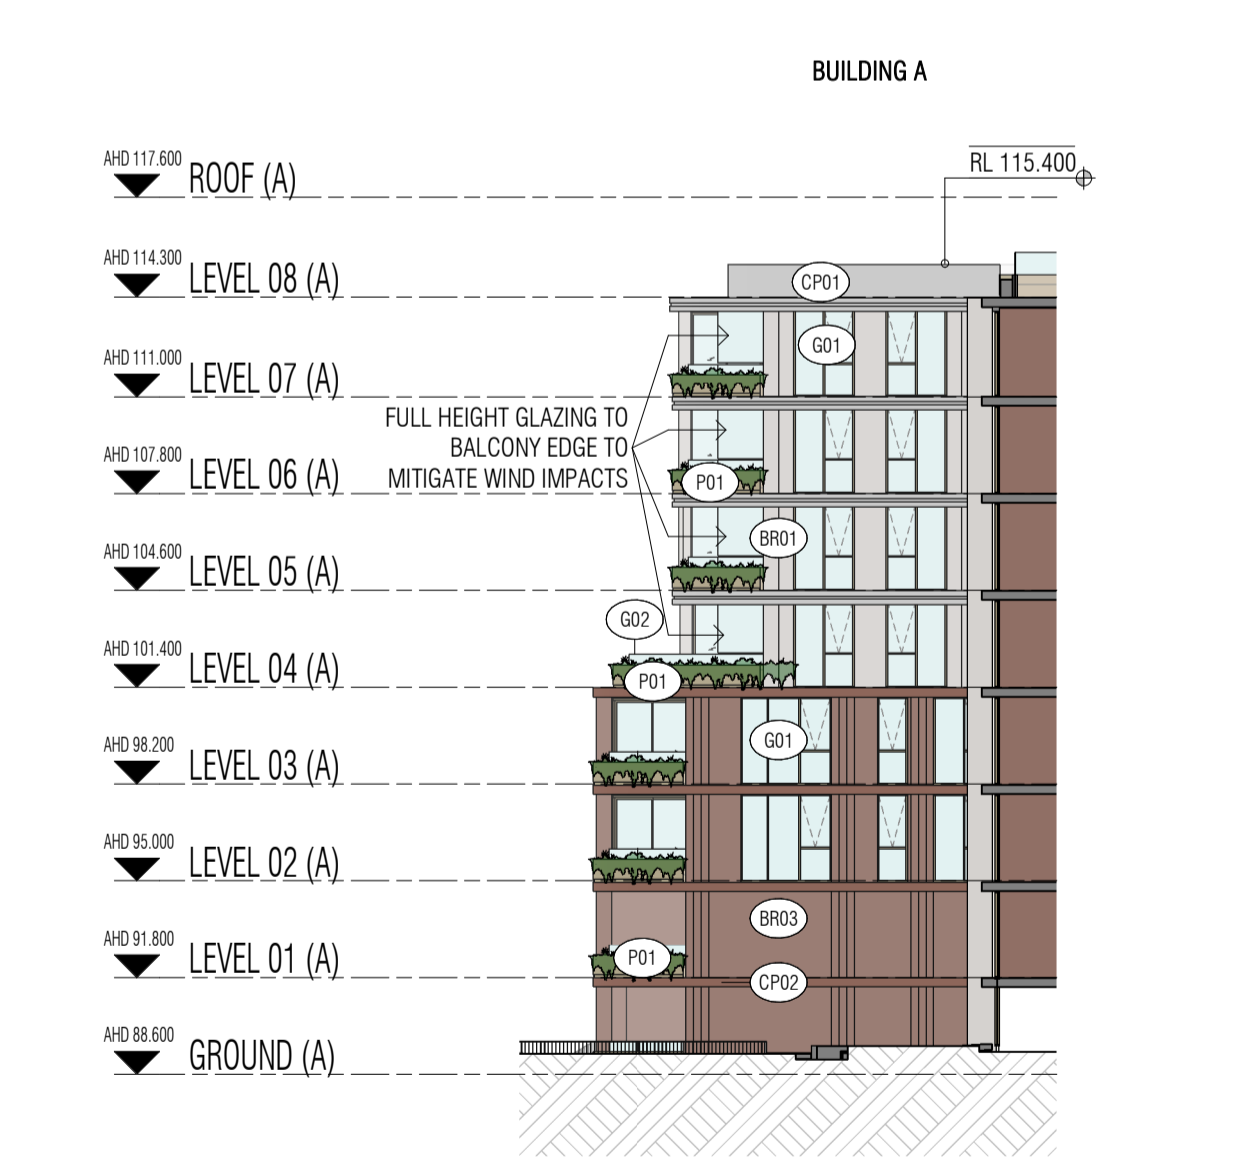 BUILDING A
AHD 117.600
ROOF (A)
RL 115.400
AHD 114.300
LEVEL 08 (A)
CP01
G01
AHD 111.000
LEVEL 07 (A)
FULL HEIGHT GLAZING TO
BALCONY EDGE TO
MITIGATE WIND IMPACTS
AHD 107.800
LEVEL 06 (A)
P01
BR01
AHD 104.600
LEVEL 05 (A)
G02
AHD 101.400
LEVEL 04 (A)
P01
G01
AHD 98.200
LEVEL 03 (A)
AHD 95.000
LEVEL 02 (A)
BR03
AHD 91.800
LEVEL 01 (A)
P01
CP02
AHD 88.600
GROUND (A)